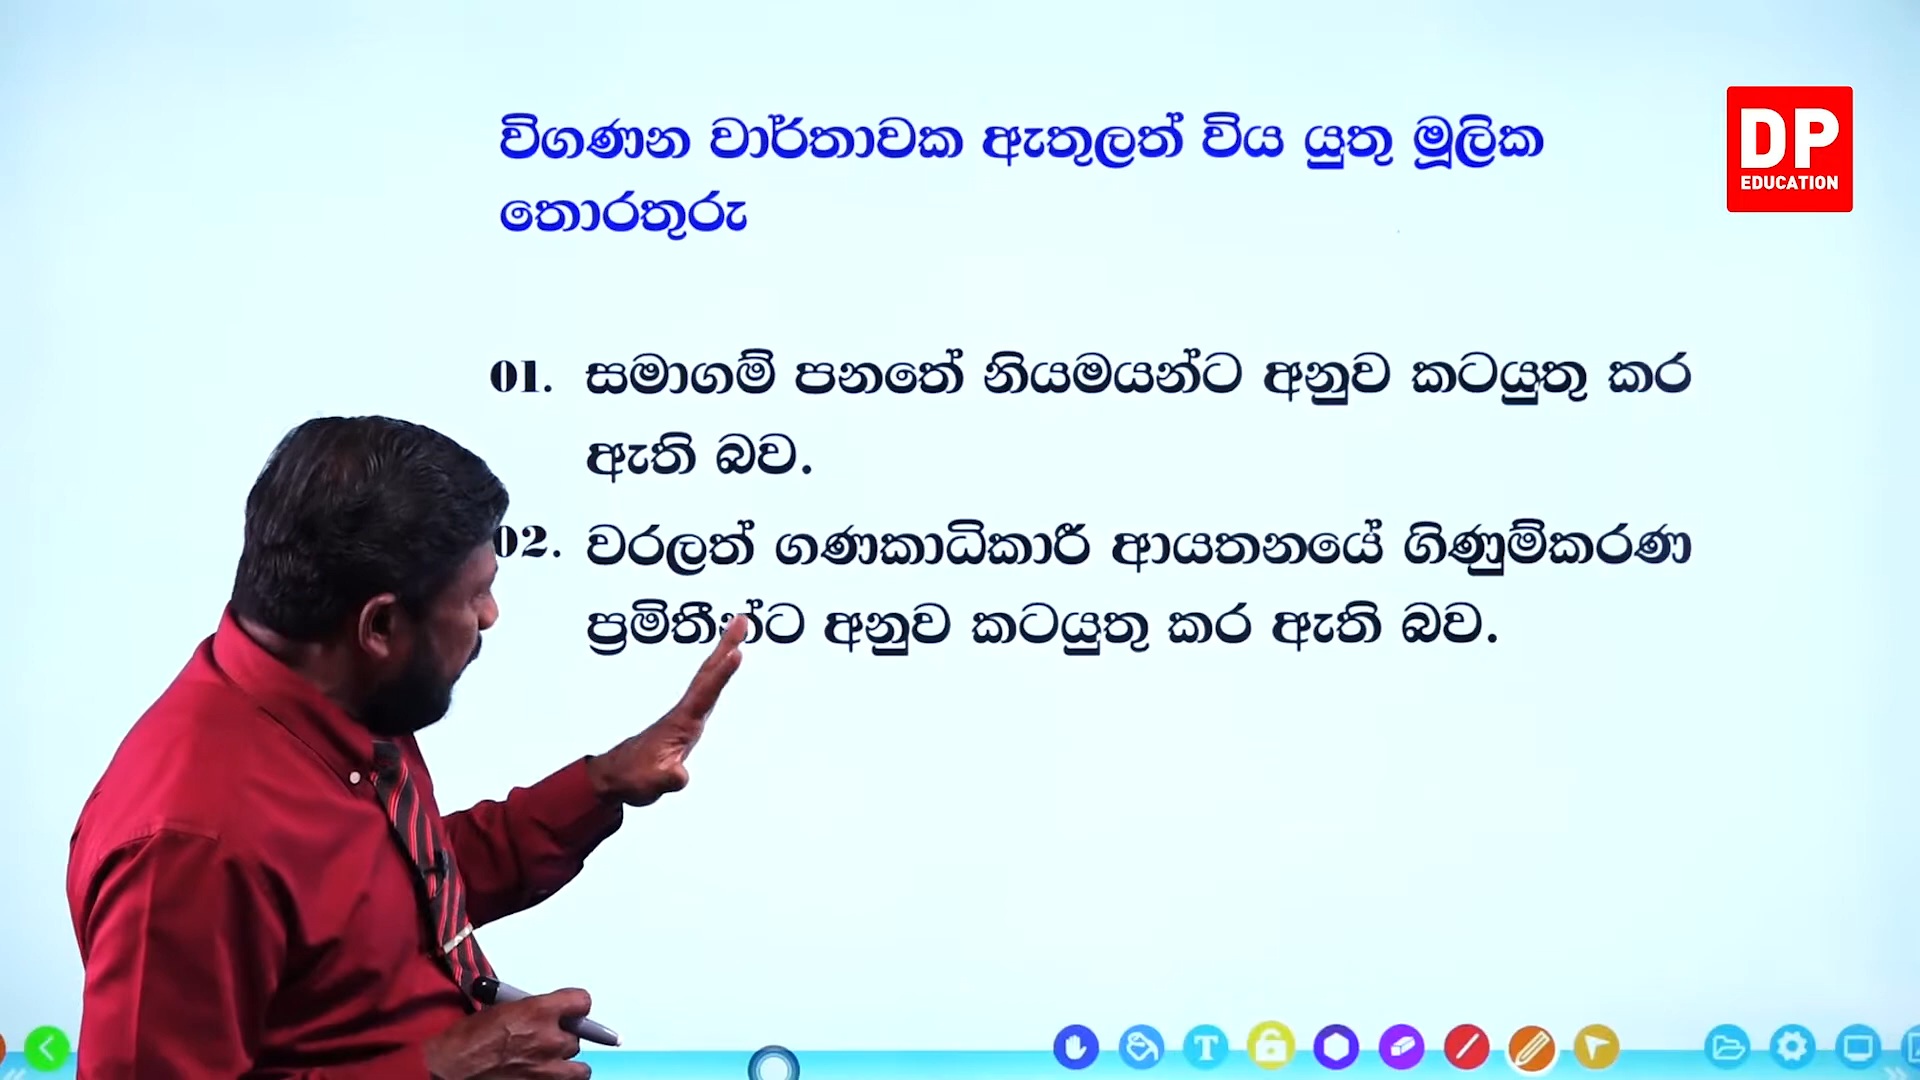 විගණන වාර්තාවක ඇතුලත් විය යුතු මූලික
තොරතුරු
DP
EDUCATION
01. සමාගම් පනතේ නියමයන්ට අනුව කටයුතු කර
ඇති බව.
02. වරලත් ගණකාධිකාරී ආයතනයේ ගිණුම්කරණ
ප්‍රමිතීන්ට අනුව කටයුතු කර ඇති බව.
T